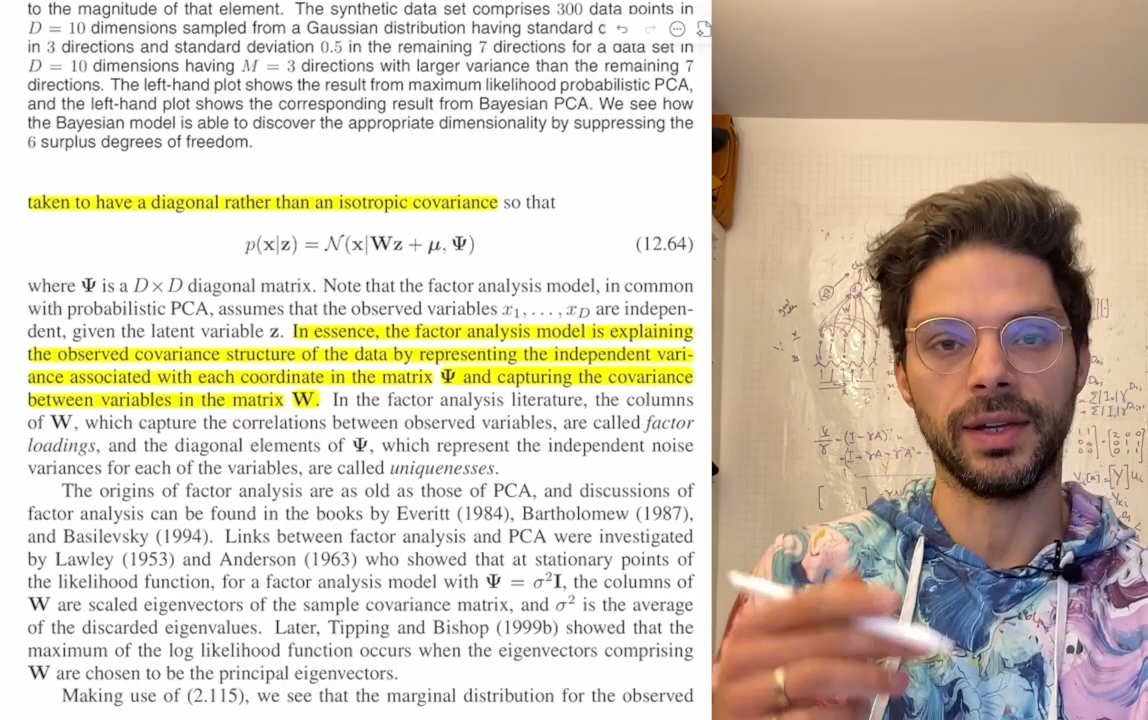 to the magnitude of that element. The synthetic data set comprises 300 data points in
D = 10 dimensions sampled from a Gaussian distribution having standard
in 3 directions and standard deviation 0.5 in the remaining 7 directions for a data set in
D = 10 dimensions having M = 3 directions with larger variance than the remaining 7
directions. The left-hand plot shows the result from maximum likelihood probabilistic PCA,
and the left-hand plot shows the corresponding result from Bayesian PCA. We see how
the Bayesian model is able to discover the appropriate dimensionality by suppressing the
6 surplus degrees of freedom.
taken to have a diagonal rather than an isotropic covariance so that
p(x|z) = N(x|Wz + μ, Ψ) (12.64)
where Ψ is a D × D diagonal matrix. Note that the factor analysis model, in common
with probabilistic PCA, assumes that the observed variables x₁, . . . , x_D are indepen-
dent, given the latent variable z. In essence, the factor analysis model is explaining
the observed covariance structure of the data by representing the independent vari-
ance associated with each coordinate in the matrix Ψ and capturing the covariance
between variables in the matrix W. In the factor analysis literature, the columns
of W, which capture the correlations between observed variables, are called factor
loadings, and the diagonal elements of Ψ, which represent the independent noise
variances for each of the variables, are called uniquenesses.
The origins of factor analysis are as old as those of PCA, and discussions of
factor analysis can be found in the books by Everitt (1984), Bartholomew (1987),
and Basilevsky (1994). Links between factor analysis and PCA were investigated
by Lawley (1953) and Anderson (1963) who showed that at stationary points of
the likelihood function, for a factor analysis model with Ψ = σ²I, the columns of
W are scaled eigenvectors of the sample covariance matrix, and σ² is the average
of the discarded eigenvalues. Later, Tipping and Bishop (1999b) showed that the
maximum of the log likelihood function occurs when the eigenvectors comprising
W are chosen to be the principal eigenvectors.
Making use of (2.115), we see that the marginal distribution for the observed